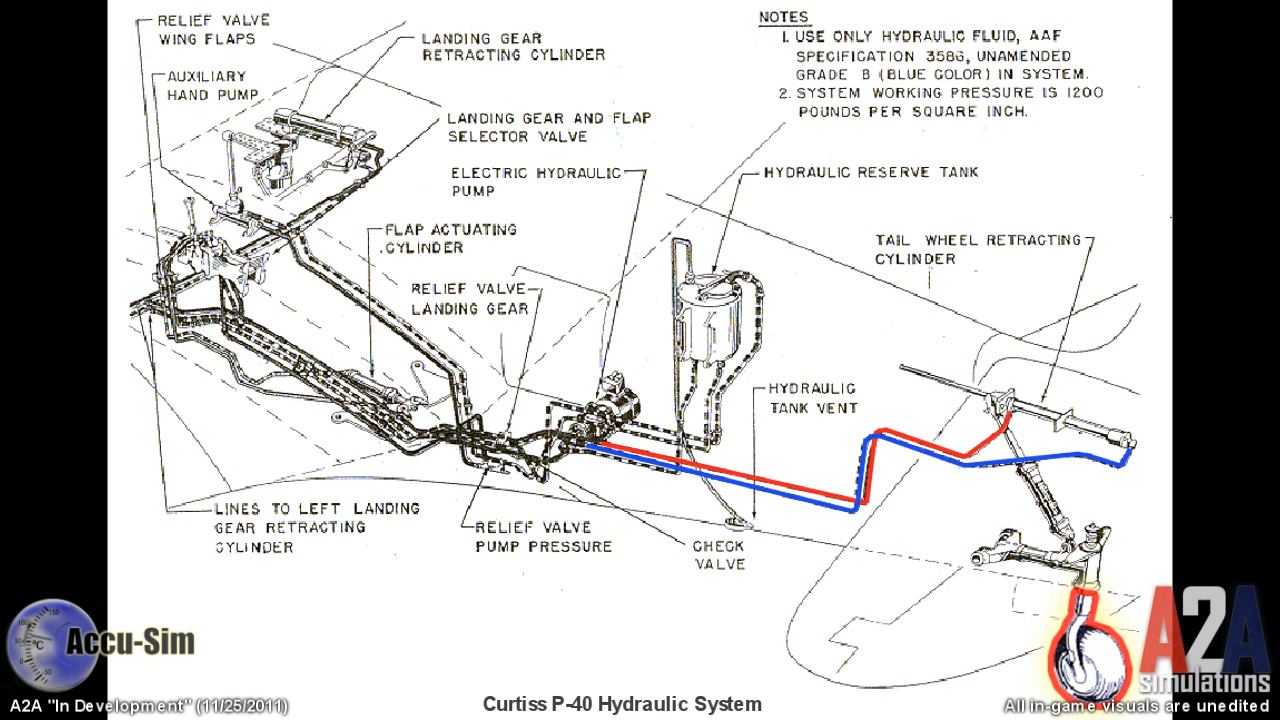 RELIEF VALVE
WING FLAPS
AUXILIARY
HAND PUMP
LANDING GEAR
RETRACTING CYLINDER
LANDING GEAR AND FLAP
SELECTOR VALVE
ELECTRIC HYDRAULIC
PUMP
FLAP ACTUATING
CYLINDER
RELIEF VALVE
LANDING GEAR
NOTES
1. USE ONLY HYDRAULIC FLUID, AAF
SPECIFICATION 3586, UNAMENDED
GRADE B (BLUE COLOR) IN SYSTEM.
2. SYSTEM WORKING PRESSURE IS 1200
POUNDS PER SQUARE INCH.
HYDRAULIC RESERVE TANK
TAIL WHEEL RETRACTING
CYLINDER
HYDRAULIC
TANK VENT
LINES TO LEFT LANDING
GEAR RETRACTING
CYLINDER
RELIEF VALVE
PUMP PRESSURE
CHECK
VALVE
150
100
50
°C
0
-50
Accu-Sim
A2A
simulations
A2A "In Development" (11/25/2011)
Curtiss P-40 Hydraulic System
All in-game visuals are unedited